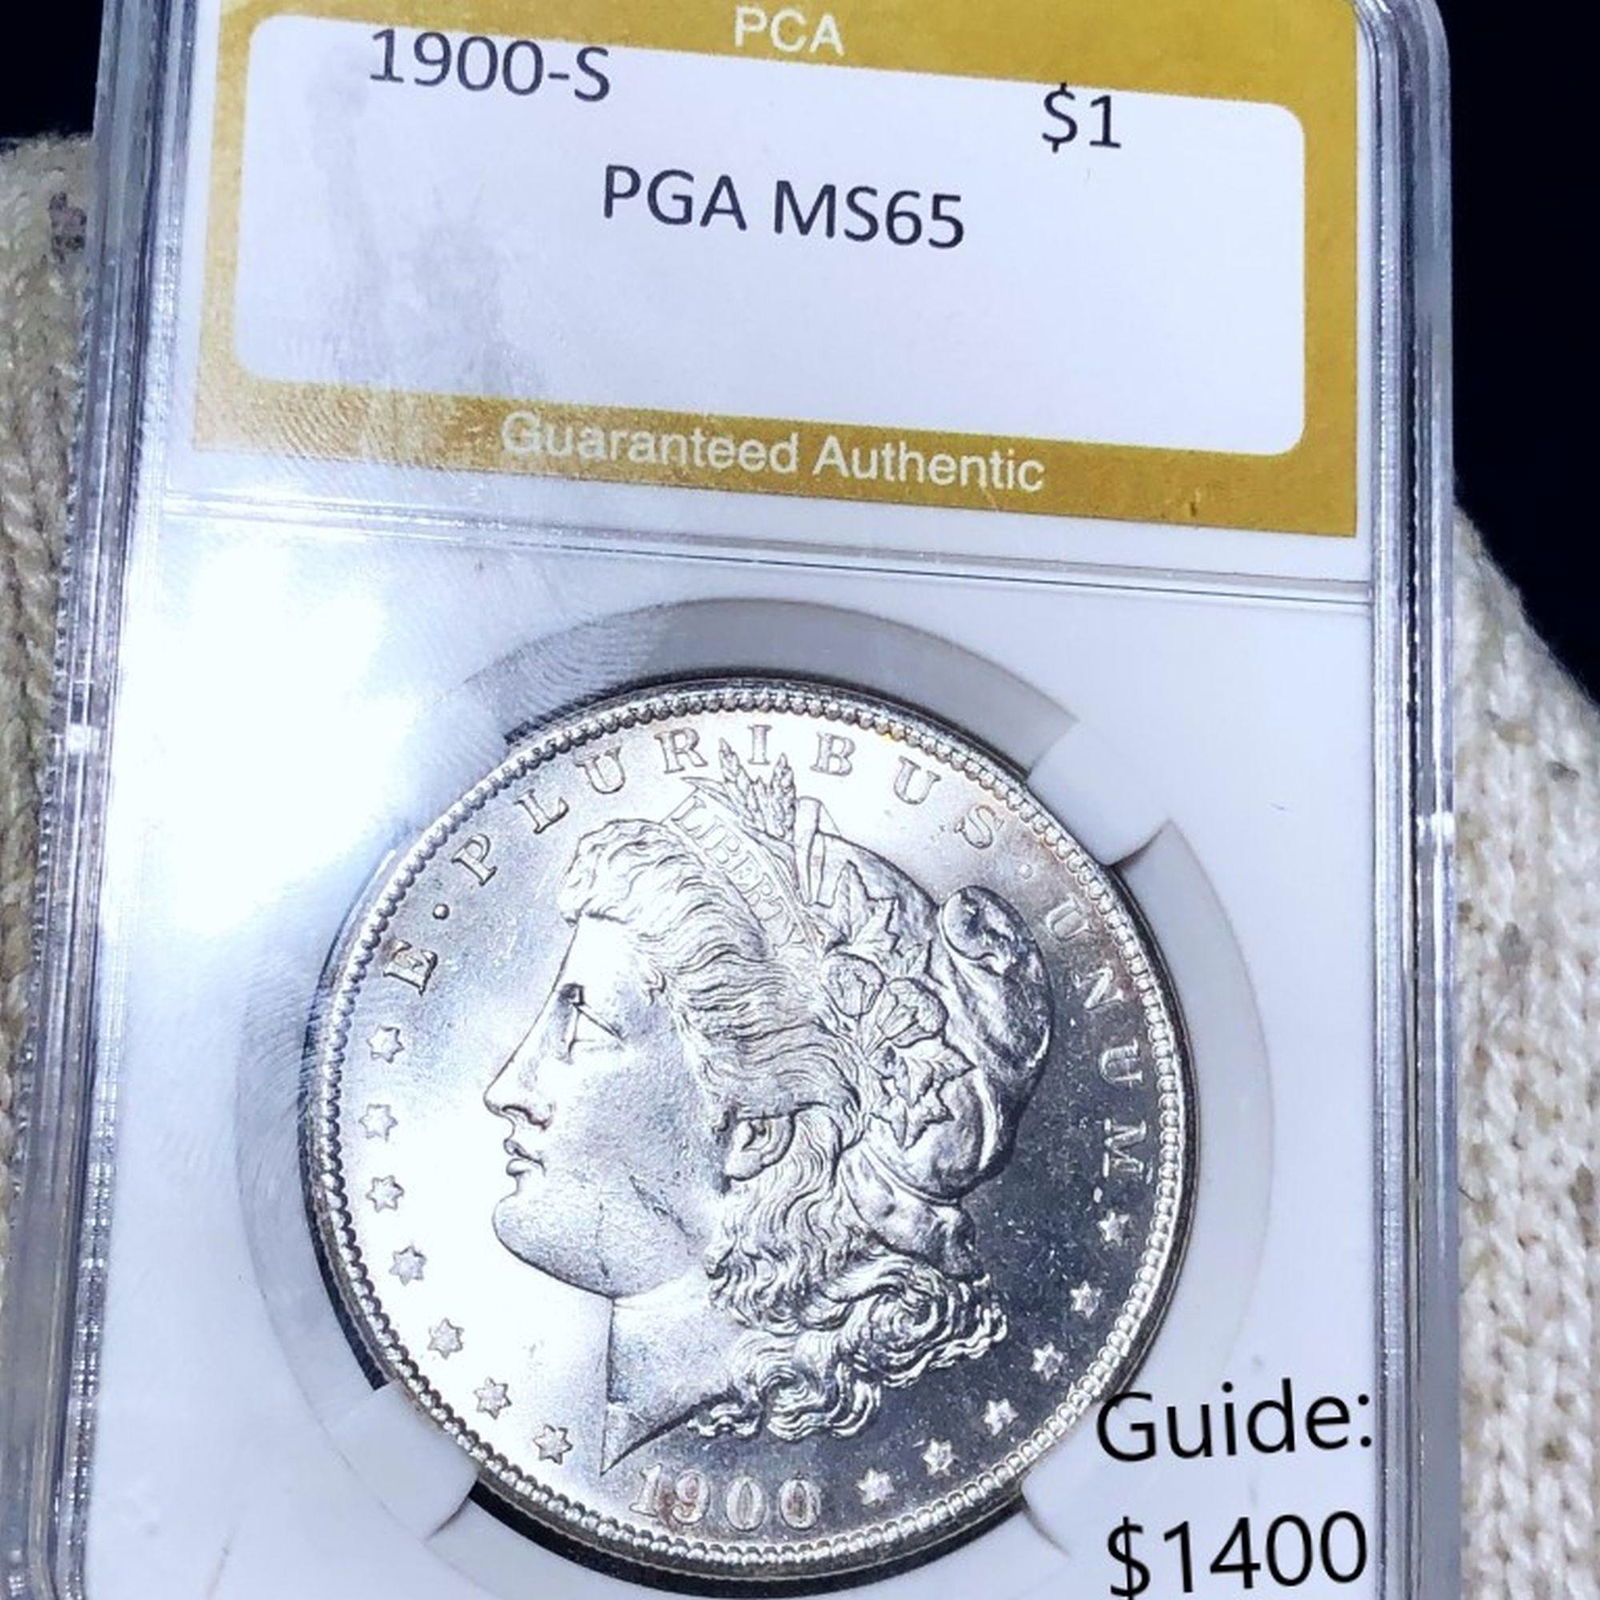 PCA
1900-S $1
PGA MS65
Guaranteed Authentic
E·PLURIBUS·UNUM
LIBERTY
1900
Guide:
$1400